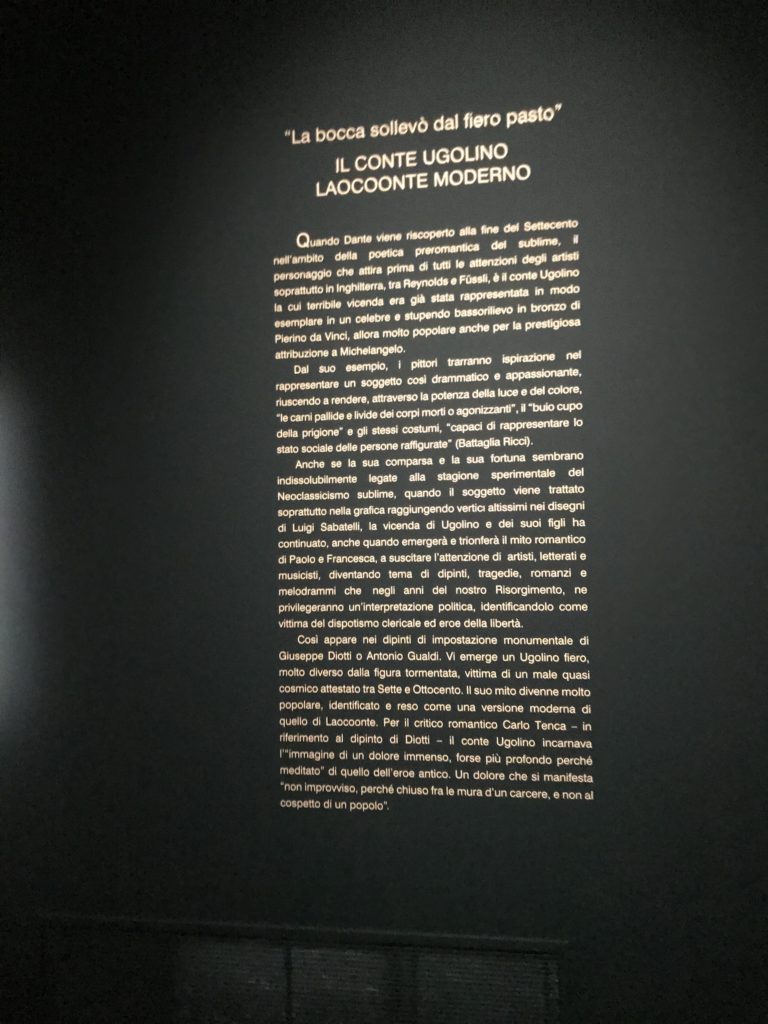 “La bocca sollevò dal fiero pasto”
IL CONTE UGOLINO
LAOCOONTE MODERNO
Quando Dante viene riscoperto alla fine del Settecento
nell’ambito della poetica preromantica del sublime, il
personaggio che attira prima di tutti le attenzioni degli artisti
soprattutto in Inghilterra, tra Reynolds e Füssli, è il conte Ugolino
la cui terribile vicenda era già stata rappresentata in modo
esemplare in un celebre e stupendo bassorilievo in bronzo di
Pierino da Vinci, allora molto popolare anche per la prestigiosa
attribuzione a Michelangelo.
Dal suo esempio, i pittori trarranno ispirazione nel
rappresentare un soggetto così drammatico e appassionante,
riuscendo a rendere, attraverso la potenza della luce e del colore,
“le carni pallide e livide dei corpi morti o agonizzanti”, il “buio cupo
della prigione” e gli stessi costumi, “capaci di rappresentare lo
stato sociale delle persone raffigurate” (Battaglia Ricci).
Anche se la sua comparsa e la sua fortuna sembrano
indissolubilmente legate alla stagione sperimentale del
Neoclassicismo sublime, quando il soggetto viene trattato
soprattutto nella grafica raggiungendo vertici altissimi nei disegni
di Luigi Sabatelli, la vicenda di Ugolino e dei suoi figli ha
continuato, anche quando emergerà e trionferà il mito romantico
di Paolo e Francesca, a suscitare l’attenzione di artisti, letterati e
musicisti, diventando tema di dipinti, tragedie, romanzi e
melodrammi che negli anni del nostro Risorgimento, ne
privilegeranno un’interpretazione politica, identificandolo come
vittima del dispotismo clericale ed eroe della libertà.
Così appare nei dipinti di impostazione monumentale di
Giuseppe Diotti o Antonio Gualdi. Vi emerge un Ugolino fiero,
molto diverso dalla figura tormentata, vittima di un male quasi
cosmico attestato tra Sette e Ottocento. Il suo mito divenne molto
popolare, identificato e reso come una versione moderna di
quello di Laocoonte. Per il critico romantico Carlo Tenca – in
riferimento al dipinto di Diotti – il conte Ugolino incarnava
l’“immagine di un dolore immenso, forse più profondo perché
meditato” di quello dell’eroe antico. Un dolore che si manifesta
“non improvviso, perché chiuso fra le mura d’un carcere, e non al
cospetto di un popolo”.